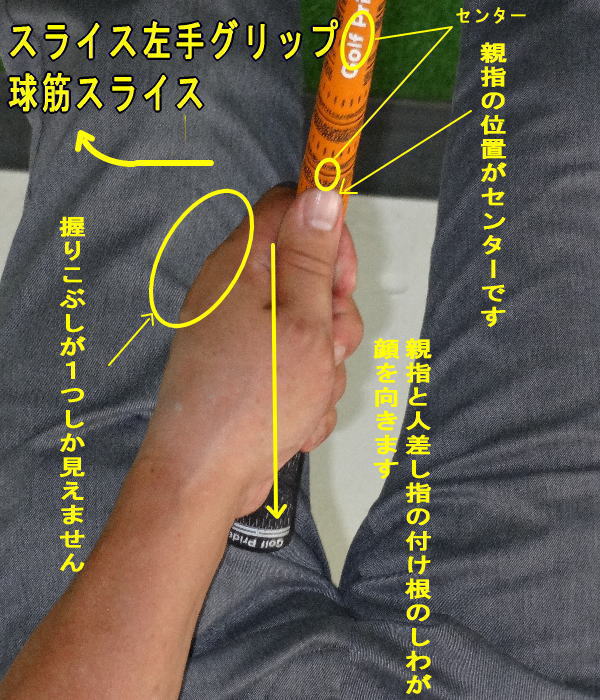 スライス左手グリップ
球筋スライス
センター
親指の位置がセンターです
握りこぶしが1つしか見えません
親指と人差し指の付け根のしわが
顔を向きます
Golf Pri
Golf Pride